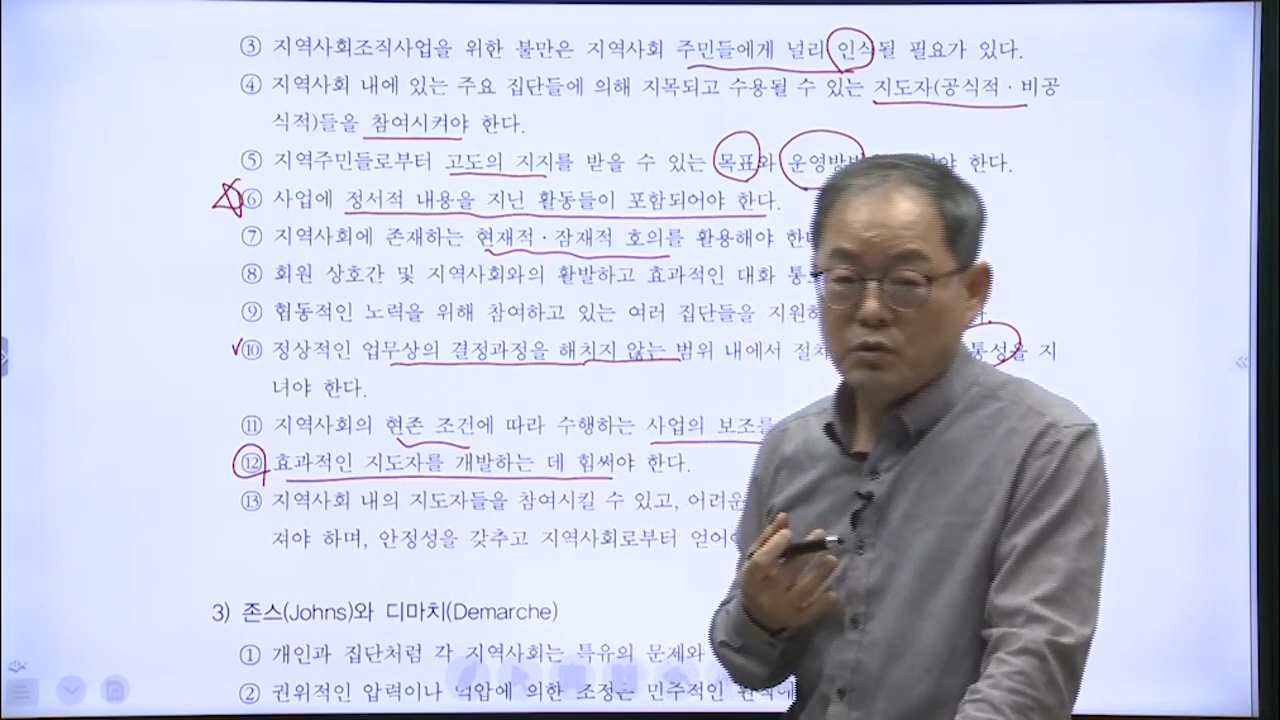 ③ 지역사회조직사업을 위한 불만은 지역사회 주민들에게 널리 인식될 필요가 있다.
④ 지역사회 내에 있는 주요 집단들에 의해 지목되고 수용될 수 있는 지도자(공식적·비공
식적)들을 참여시켜야 한다.
⑤ 지역주민들로부터 고도의 지지를 받을 수 있는 목표와 한다.
⑥ 사업에 정서적 내용을 지닌 활동들이 포함되어야 한다.
⑦ 지역사회에 존재하는 현재적·잠재적 호의를 활용해야
⑧ 회원 상호간 및 지역사회와의 활발하고 효과적인 대화
⑨ 협동적인 노력을 위해 참여하고 있는 여러 집단들을
⑩ 정상적인 업무상의 결정과정을 해치지 않는 범위 내에서 지
녀야 한다.
⑪ 지역사회의 현존 조건에 따라 수행하는 사업의 보조를
⑫ 효과적인 지도자를 개발하는 데 힘써야 한다.
⑬ 지역사회 내의 지도자들을 참여시킬 수 있고,
져야 하며, 안정성을 갖추고 지역사회로부터
3) 존스(Johns)와 디마치(Demarche)
① 개인과 집단처럼 각 지역사회는 특유의 문제와
② 권위적인 압력이나 억압에 의한 조정은 민주적인